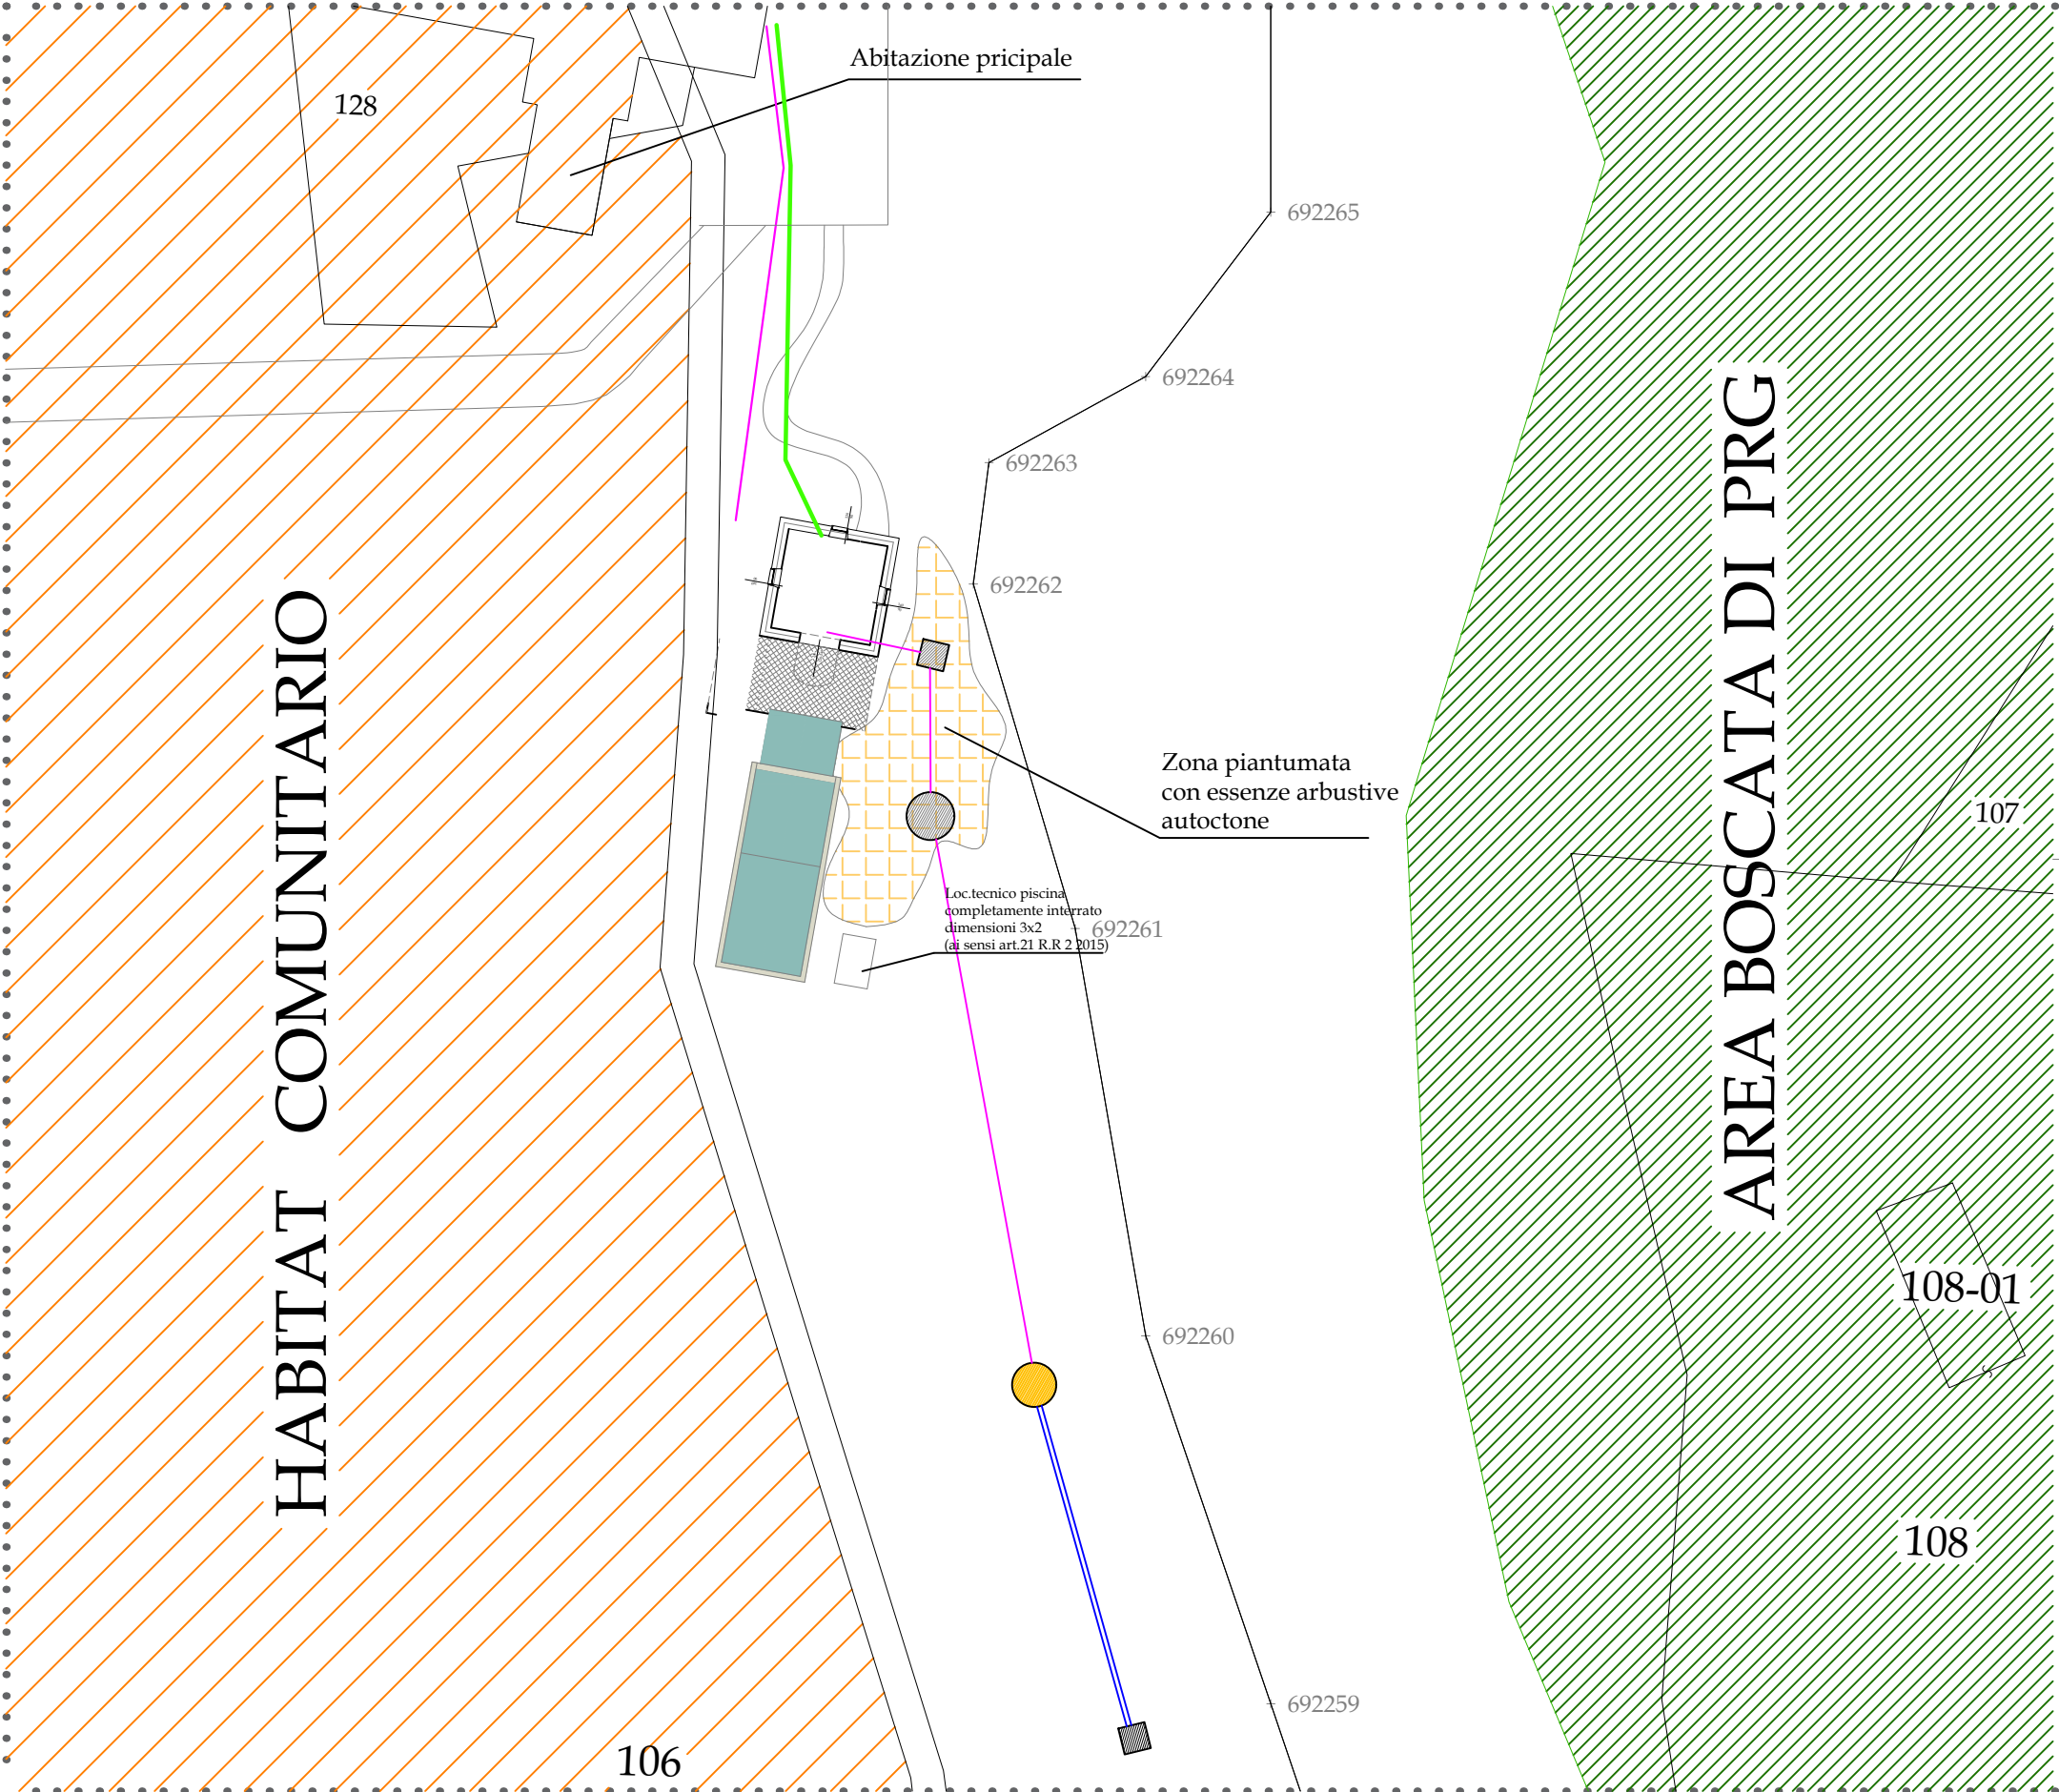 Abitazione pricipale
128
692265
692264
692263
692262
HABITAT COMUNITARIO
AREA BOSCATA DI PRG
Zona piantumata
con essenze arbustive
autoctone
107
Loc.tecnico piscina
completamente interrato
dimensioni 3x2
(ai sensi art.21 R.R 2 2015)
692261
108-01
692260
108
692259
106